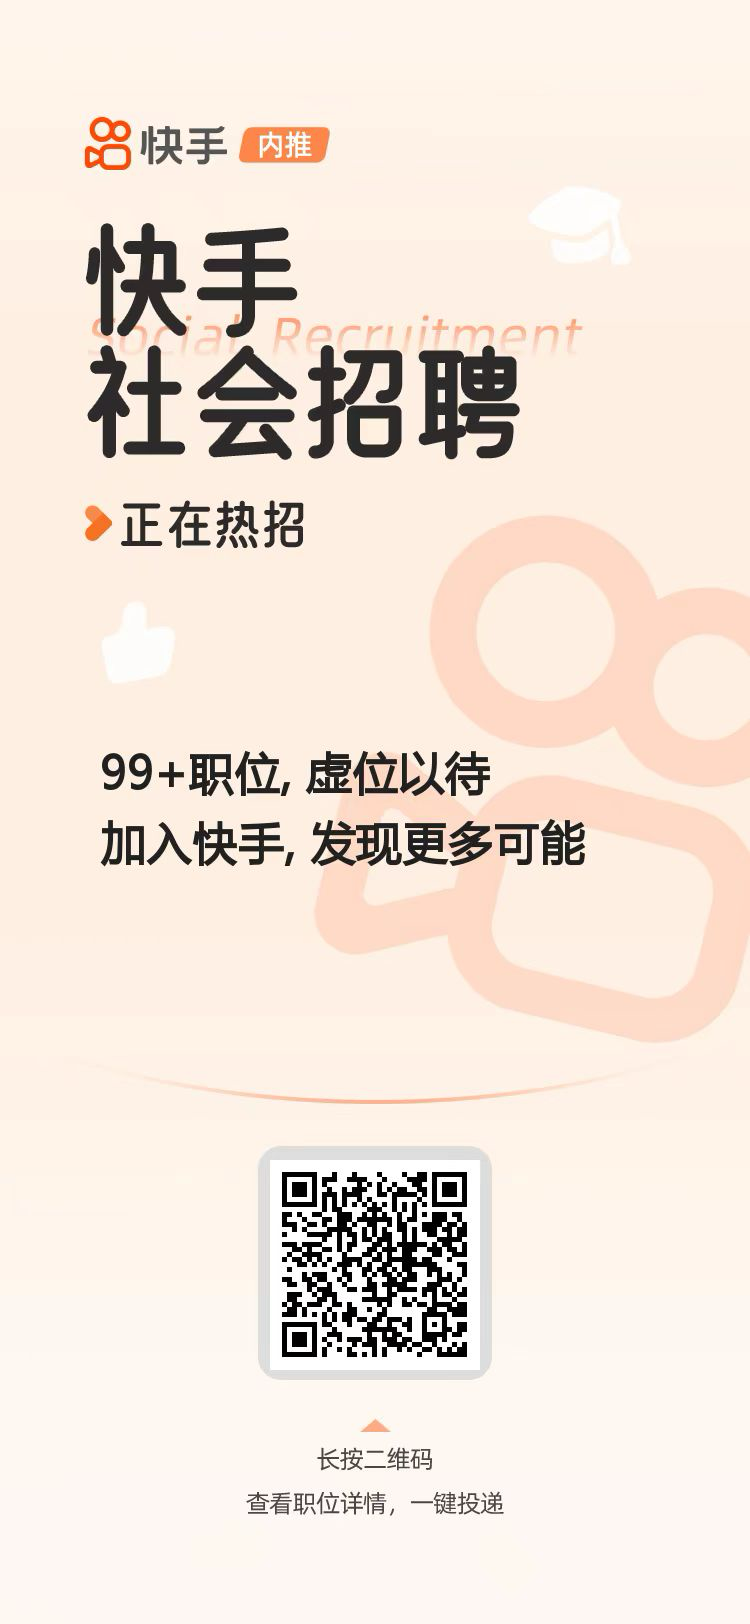 快手 内推
快手
Social Recruitment
社会招聘
正在热招
99+职位, 虚位以待
加入快手, 发现更多可能
长按二维码
查看职位详情，一键投递